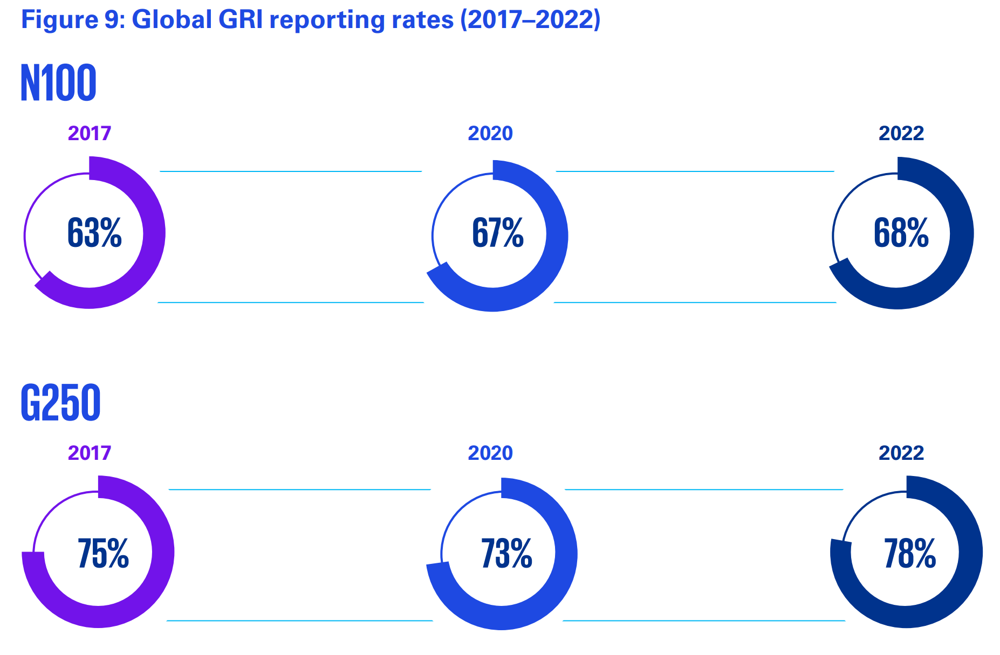 Figure 9: Global GRI reporting rates (2017–2022)
N100
2017 2020 2022
63% 67% 68%
G250
2017 2020 2022
75% 73% 78%